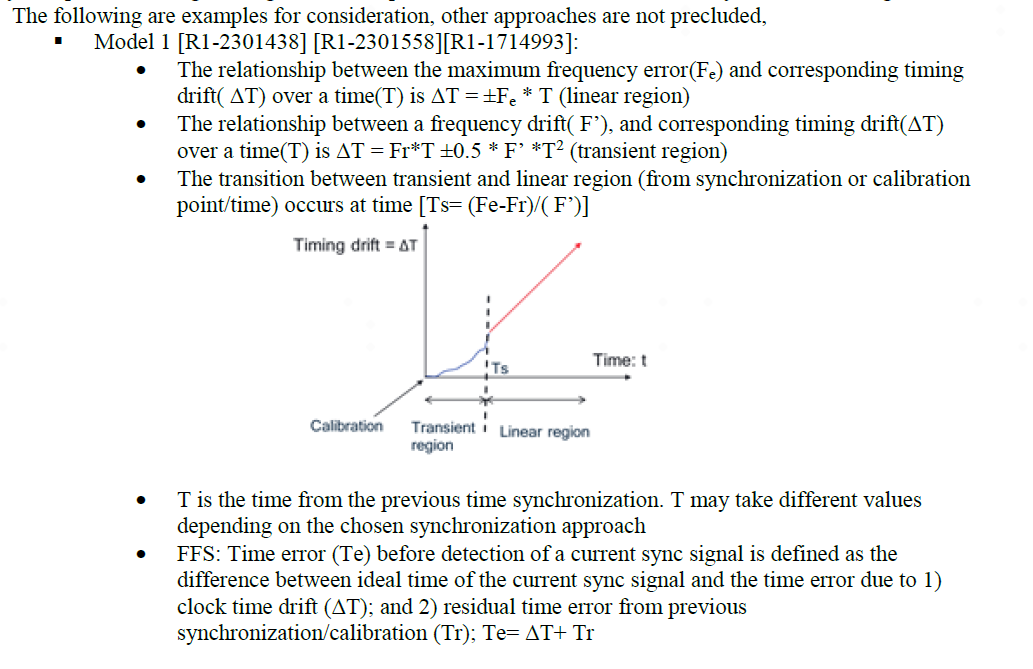 The following are examples for consideration, other approaches are not precluded,
▪ Model 1 [R1-2301438] [R1-2301558][R1-1714993]:
• The relationship between the maximum frequency error(Fₑ) and corresponding timing
drift( ΔT) over a time(T) is ΔT = ±Fₑ * T (linear region)
• The relationship between a frequency drift( F’), and corresponding timing drift(ΔT)
over a time(T) is ΔT = Fr*T ±0.5 * F’ *T² (transient region)
• The transition between transient and linear region (from synchronization or calibration
point/time) occurs at time [Ts= (Fe-Fr)/( F’)]
Timing drift = ΔT
Time: t
Ts
Calibration
Transient
region
Linear region
• T is the time from the previous time synchronization. T may take different values
depending on the chosen synchronization approach
• FFS: Time error (Te) before detection of a current sync signal is defined as the
difference between ideal time of the current sync signal and the time error due to 1)
clock time drift (ΔT); and 2) residual time error from previous
synchronization/calibration (Tr); Te= ΔT+ Tr